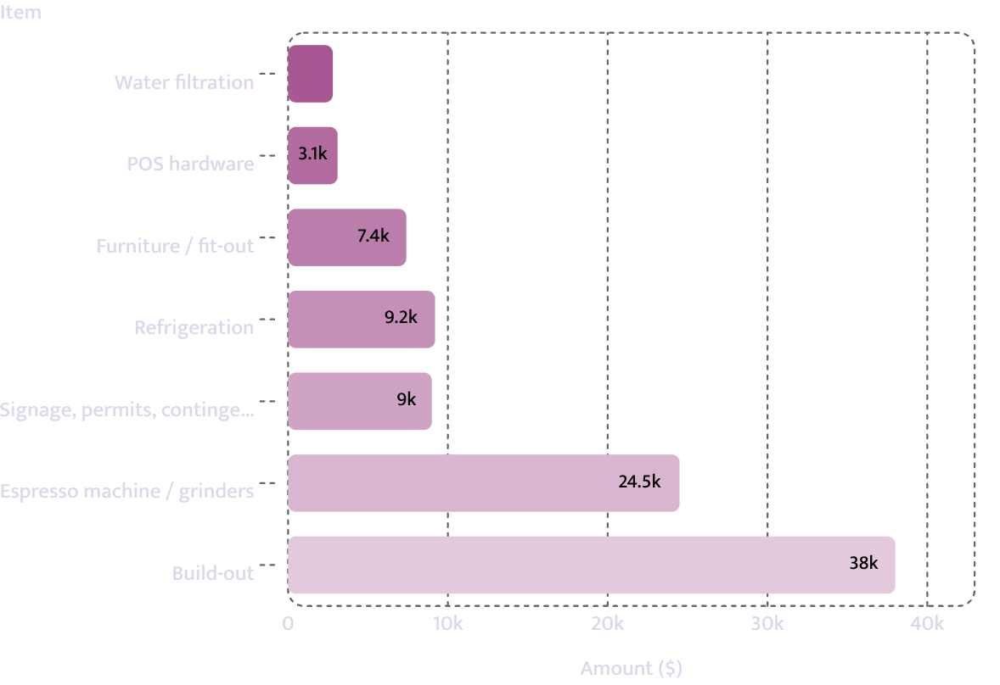 Item
Water filtration
POS hardware
3.1k
Furniture / fit-out
7.4k
Refrigeration
9.2k
Signage, permits, continge...
9k
Espresso machine / grinders
24.5k
Build-out
38k
0 10k 20k 30k 40k
Amount ($)